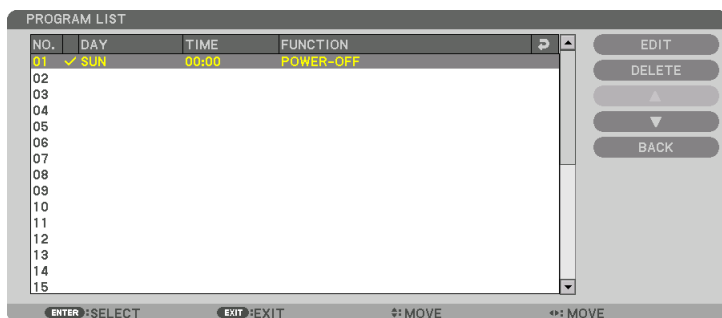 PROGRAM LIST
NO. DAY TIME FUNCTION
01 ✓ SUN 00:00 POWER-OFF
02
03
04
05
06
07
08
09
10
11
12
13
14
15
EDIT
DELETE
▲
▼
BACK
ENTER :SELECT EXIT :EXIT :MOVE :MOVE